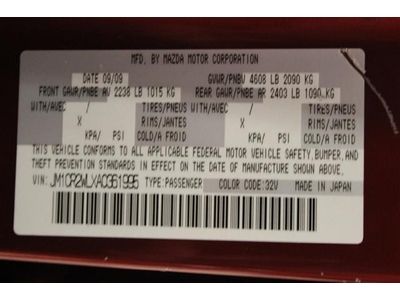 MFD. BY MAZDA MOTOR CORPORATION
DATE 09/09 GVWR/PNBV 4608 LB 2090 KG
FRONT GAWR/PNBE AV 2238 LB 1015 KG REAR GAWR/PNBE AR 2403 LB 1090 KG
WITH/AVEC / TIRES/PNEUS WITH/AVEC / TIRES/PNEUS
X RIMS/JANTES X RIMS/JANTES
KPA/ PSI COLD/A FROID KPA/ PSI COLD/A FROID
THIS VEHICLE CONFORMS TO ALL APPLICABLE FEDERAL MOTOR VEHICLE SAFETY, BUMPER, AND
THEFT PREVENTION STANDARDS IN EFFECT ON THE DATE OF MANUFACTURE SHOWN ABOVE.
VIN: JM1CR2WLXAC361995 TYPE: PASSENGER COLOR CODE: 32V MADE IN JAPAN